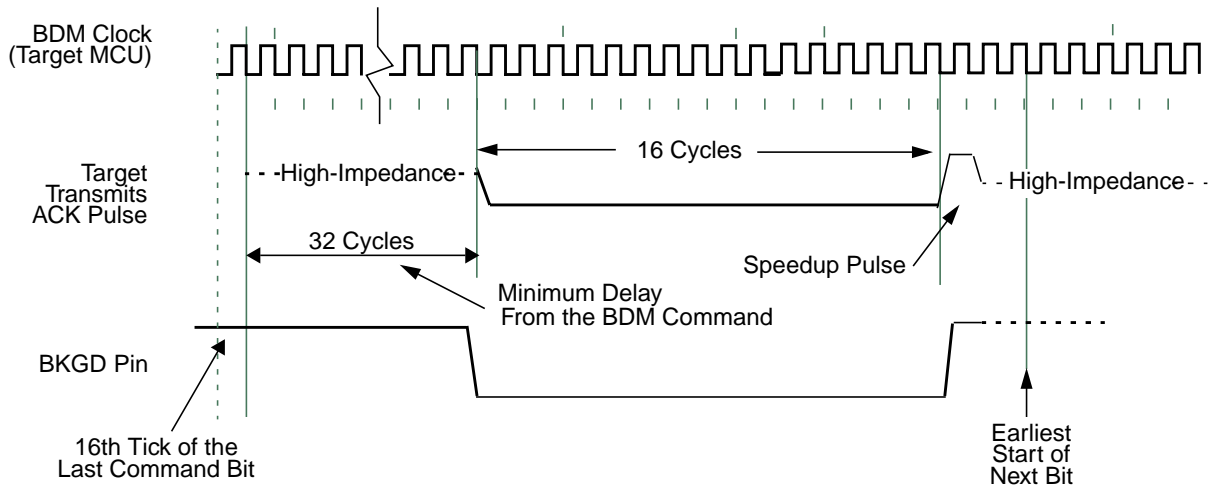 BDM Clock
(Target MCU)
16 Cycles
Target
Transmits
ACK Pulse
High-Impedance
High-Impedance
32 Cycles
Speedup Pulse
Minimum Delay
From the BDM Command
BKGD Pin
16th Tick of the
Last Command Bit
Earliest
Start of
Next Bit